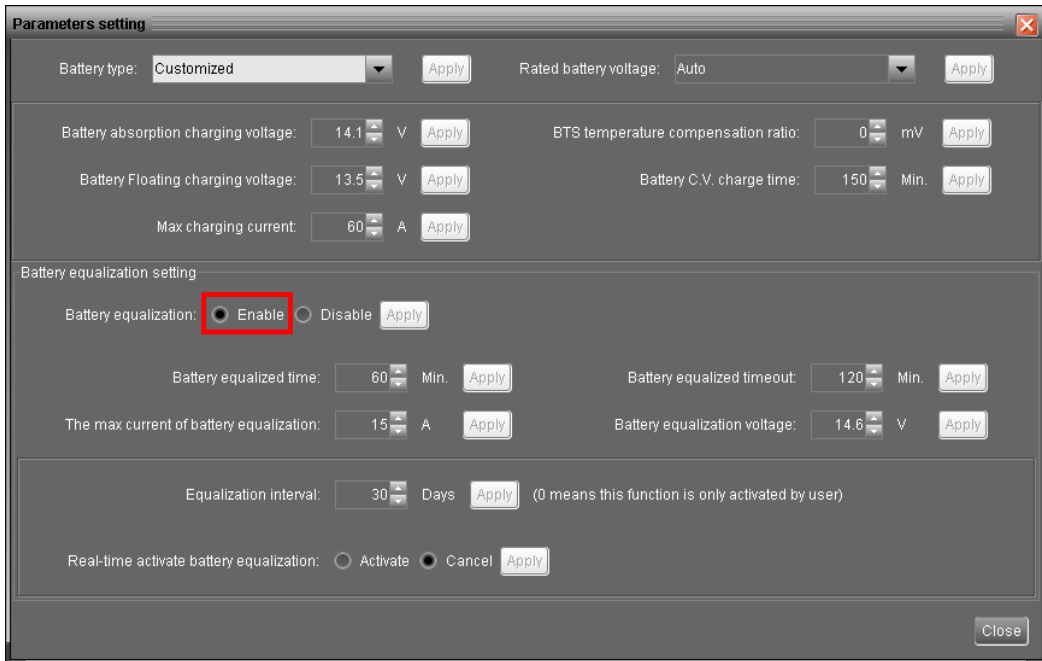 Parameters setting
Battery type: Customized Apply Rated battery voltage: Auto Apply
Battery absorption charging voltage: 14.1 V Apply BTS temperature compensation ratio: 0 mV Apply
Battery Floating charging voltage: 13.5 V Apply Battery C.V. charge time: 150 Min. Apply
Max charging current: 60 A Apply
Battery equalization setting
Battery equalization: Enable Disable Apply
Battery equalized time: 60 Min. Apply Battery equalized timeout: 120 Min. Apply
The max current of battery equalization: 15 A Apply Battery equalization voltage: 14.6 V Apply
Equalization interval: 30 Days Apply (0 means this function is only activated by user)
Real-time activate battery equalization: Activate Cancel Apply
Close